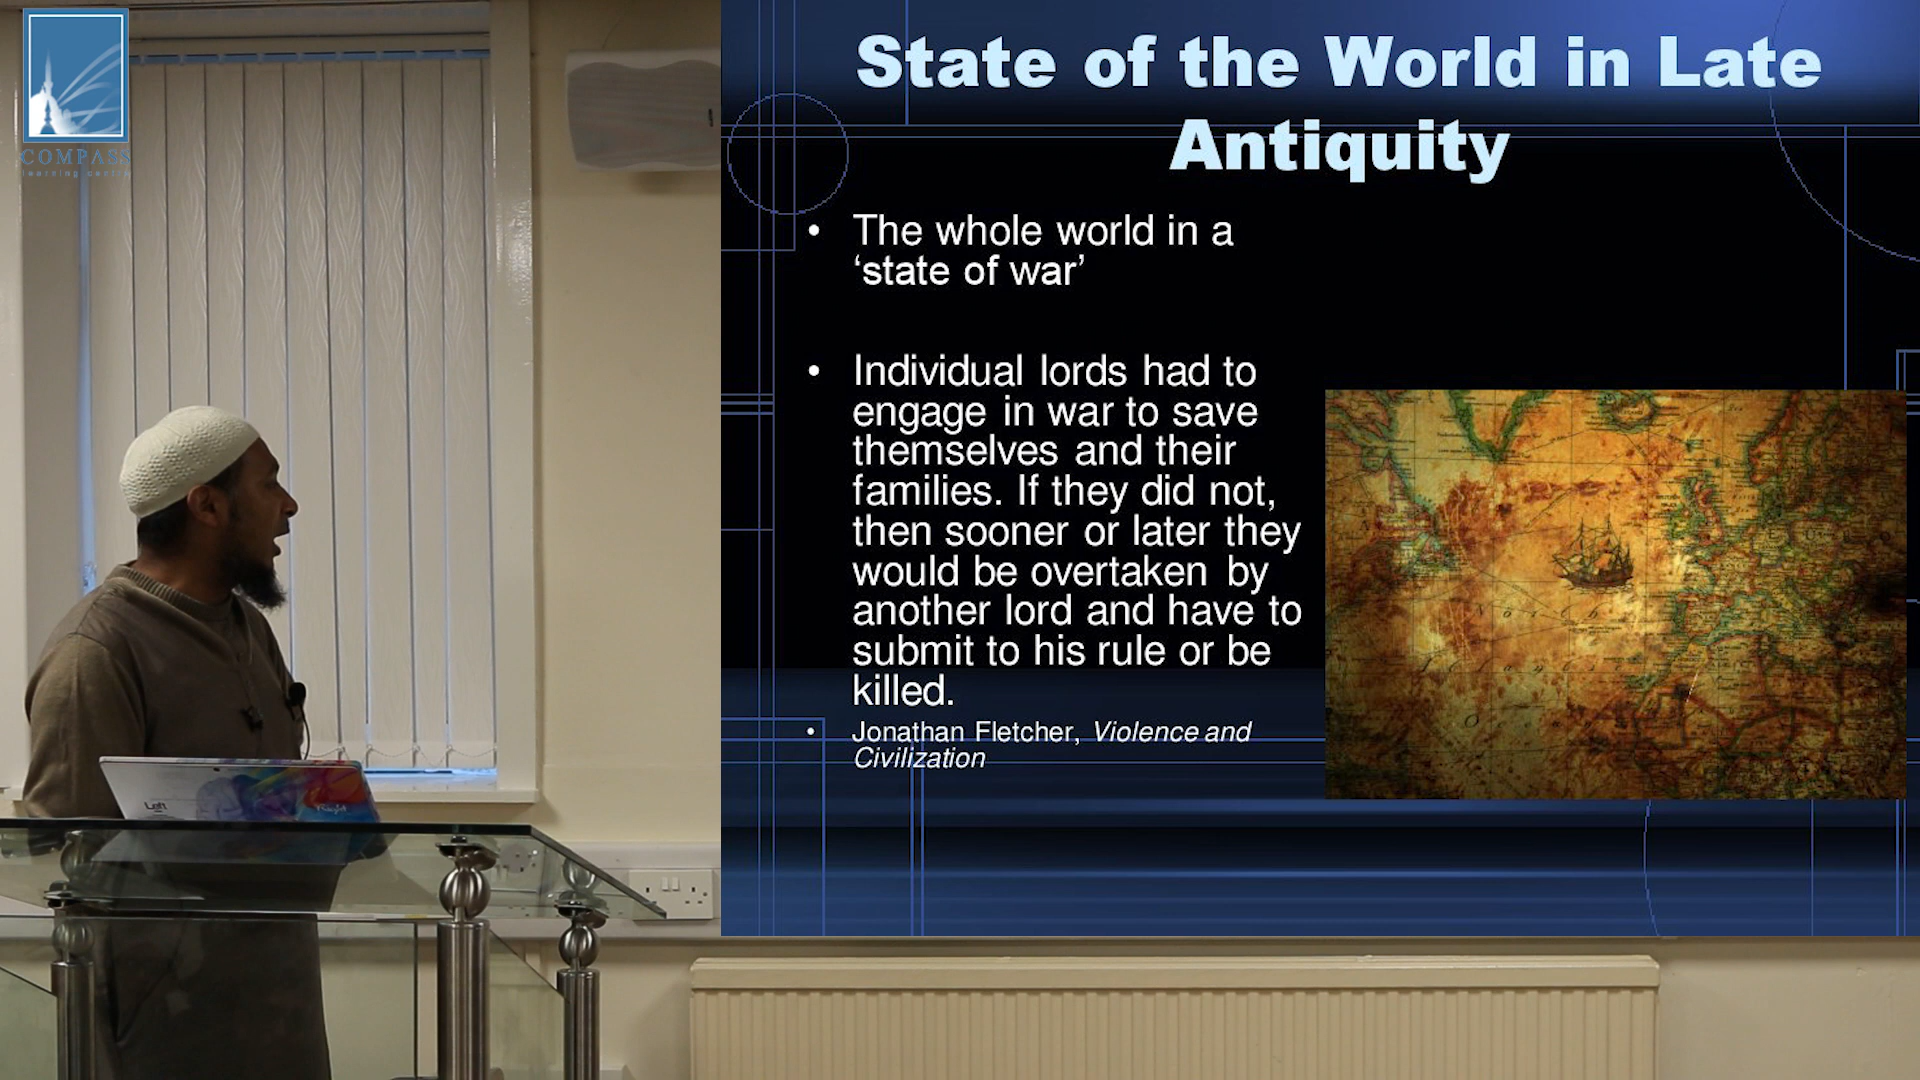 COMPASS
learning centre
State of the World in Late
Antiquity
• The whole world in a
‘state of war’
• Individual lords had to
engage in war to save
themselves and their
families. If they did not,
then sooner or later they
would be overtaken by
another lord and have to
submit to his rule or be
killed.
• Jonathan Fletcher, Violence and
Civilization